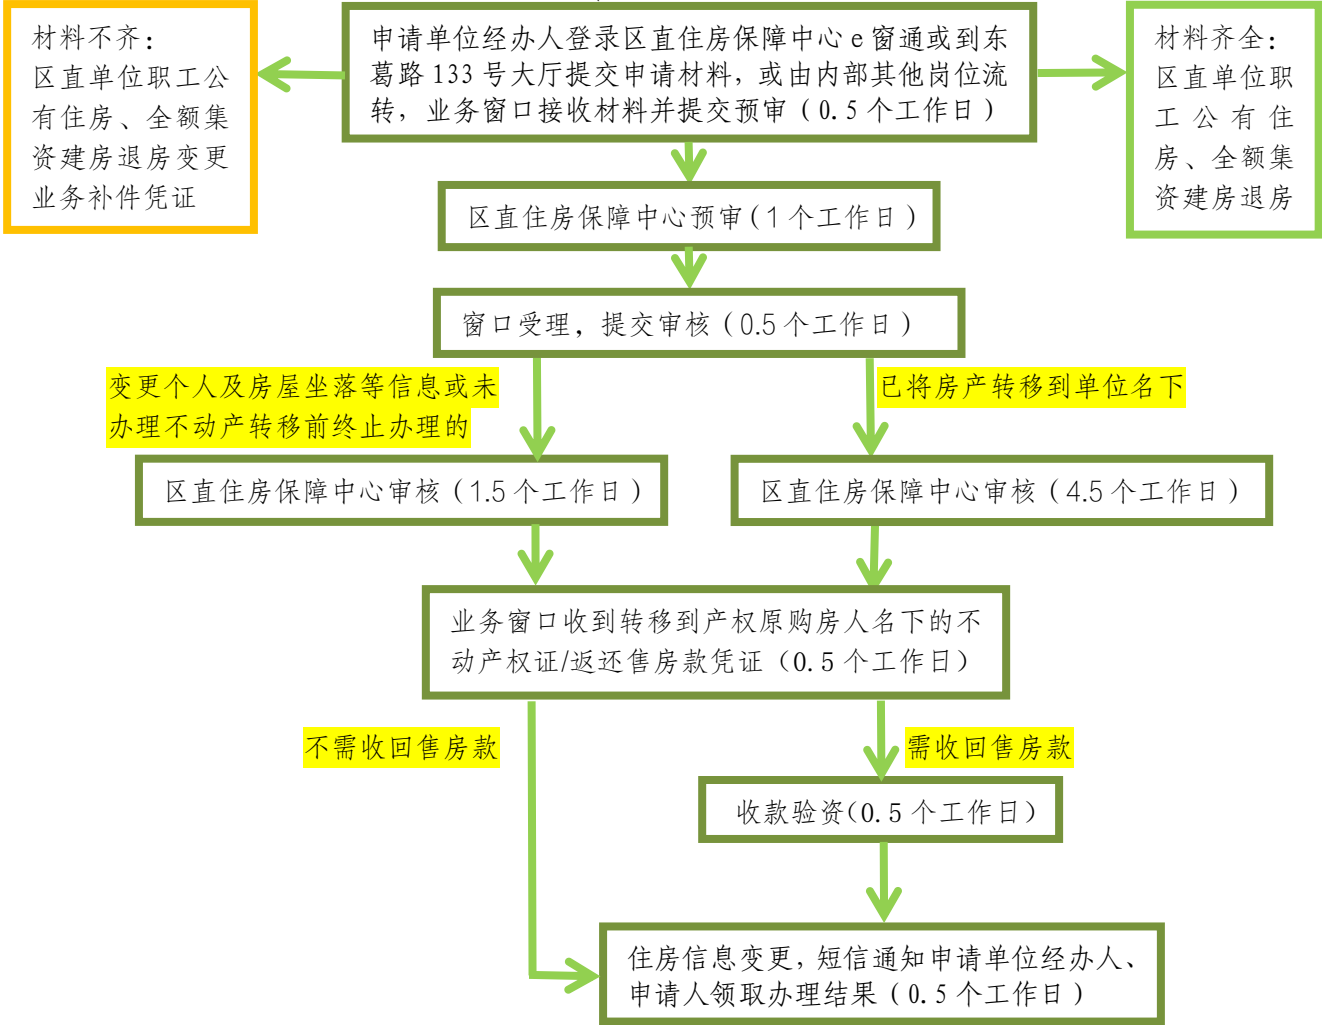 材料不齐：
区直单位职工公
有住房、全额集
资建房退房变更
业务补件凭证
申请单位经办人登录区直住房保障中心 e 窗通或到东
葛路 133 号大厅提交申请材料，或由内部其他岗位流
转，业务窗口接收材料并提交预审（0.5 个工作日）
材料齐全：
区直单位职
工公有住
房、全额集
资建房退房
区直住房保障中心预审（1 个工作日）
窗口受理，提交审核（0.5 个工作日）
变更个人及房屋坐落等信息或未
办理不动产转移前终止办理的
已将房产转移到单位名下
区直住房保障中心审核（1.5 个工作日）
区直住房保障中心审核（4.5 个工作日）
业务窗口收到转移到产权原购房人名下的不
动产权证/返还售房款凭证（0.5 个工作日）
不需收回售房款
需收回售房款
收款验资（0.5 个工作日）
住房信息变更，短信通知申请单位经办人、
申请人领取办理结果（0.5 个工作日）